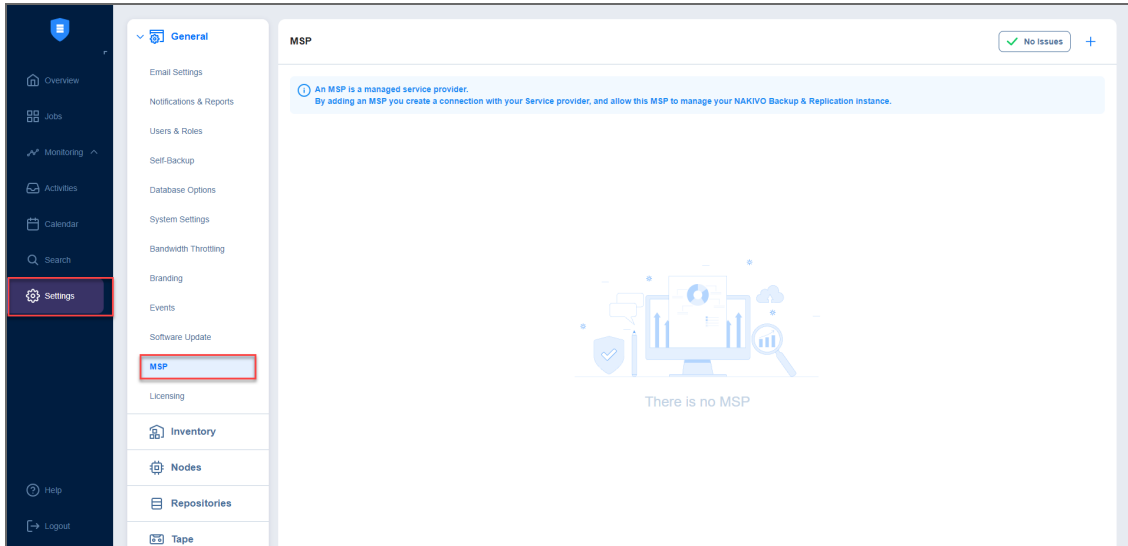 Overview
Jobs
Monitoring
Activities
Calendar
Search
Settings
Help
Logout
General
Email Settings
Notifications & Reports
Users & Roles
Self-Backup
Database Options
System Settings
Bandwidth Throttling
Branding
Events
Software Update
MSP
Licensing
Inventory
Nodes
Repositories
Tape
MSP
No Issues
An MSP is a managed service provider.
By adding an MSP you create a connection with your Service provider, and allow this MSP to manage your NAKIVO Backup & Replication instance.
There is no MSP